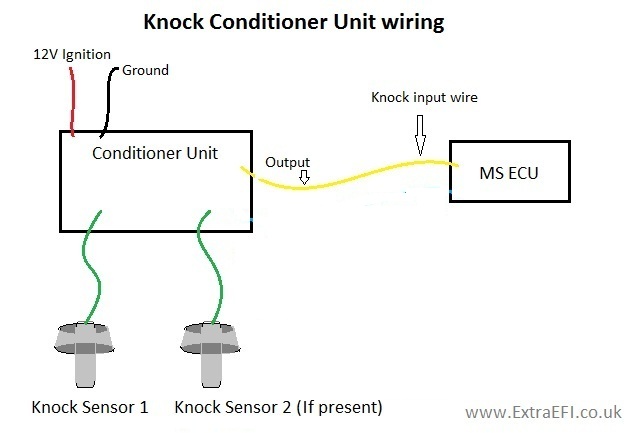 Knock Conditioner Unit wiring
12V Ignition
Ground
Knock input wire
Conditioner Unit
Output
MS ECU
Knock Sensor 1
Knock Sensor 2 (If present)
www.ExtraEFI.co.uk